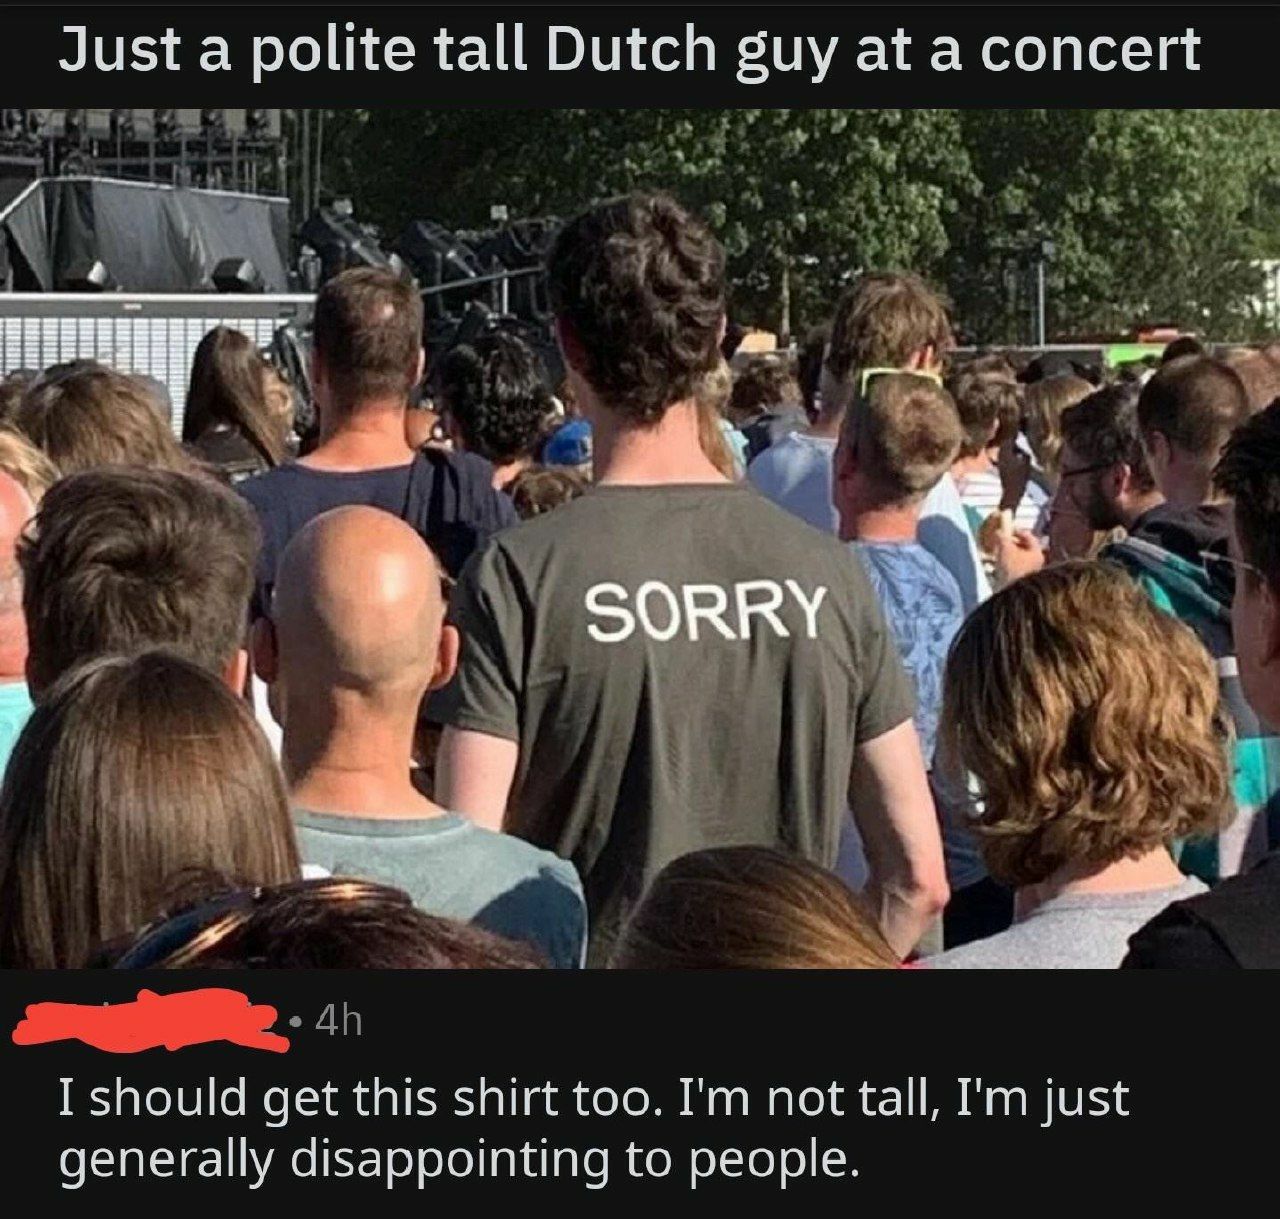 Just a polite tall Dutch guy at a concert
SORRY
• 4h
I should get this shirt too. I'm not tall, I'm just
generally disappointing to people.